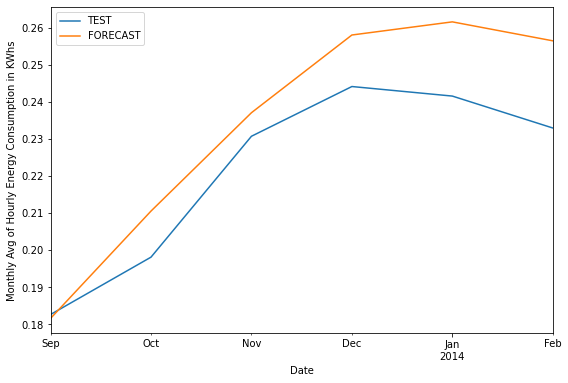 TEST
FORECAST
Monthly Avg of Hourly Energy Consumption in KWhs
0.26
0.25
0.24
0.23
0.22
0.21
0.20
0.19
0.18
Sep Oct Nov Dec Jan Feb
2014
Date